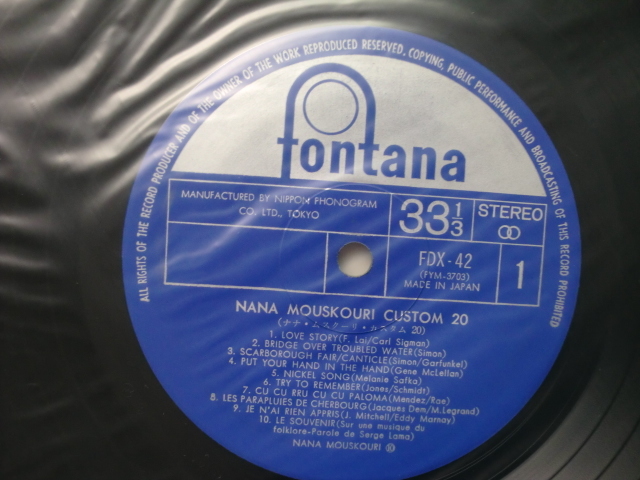 ALL RIGHTS OF THE RECORD PRODUCER AND OF THE OWNER OF THE WORK REPRODUCED RESERVED. COPYING, PUBLIC PERFORMANCE AND BROADCASTING OF THIS RECORD PROHIBITED
fontana
MANUFACTURED BY NIPPON PHONOGRAM
CO. LTD., TOKYO
33 1/3
STEREO
FDX-42
(FYM-3703)
MADE IN JAPAN
1
NANA MOUSKOURI CUSTOM 20
(ナナ・ムスクーリ・カスタム 20)
1. LOVE STORY(F. Lai/Carl Sigman)
2. BRIDGE OVER TROUBLED WATER(Simon)
3. SCARBOROUGH FAIR/CANTICLE(Simon/Garfunkel)
4. PUT YOUR HAND IN THE HAND(Gene McLellan)
5. NICKEL SONG(Melanie Safka)
6. TRY TO REMEMBER(Jones/Schmidt)
7. CU CU RRU CU CU PALOMA(Mendez/Rae)
8. LES PARAPLUIES DE CHERBOURG(Jacques Dem/M.Legrand)
9. JE N'AI RIEN APPRIS(J. Mitchell/Eddy Marnay)
10. LE SOUVENIR(Sur une musique du
folklore-Parole de Serge Lama)
NANA MOUSKOURI ®